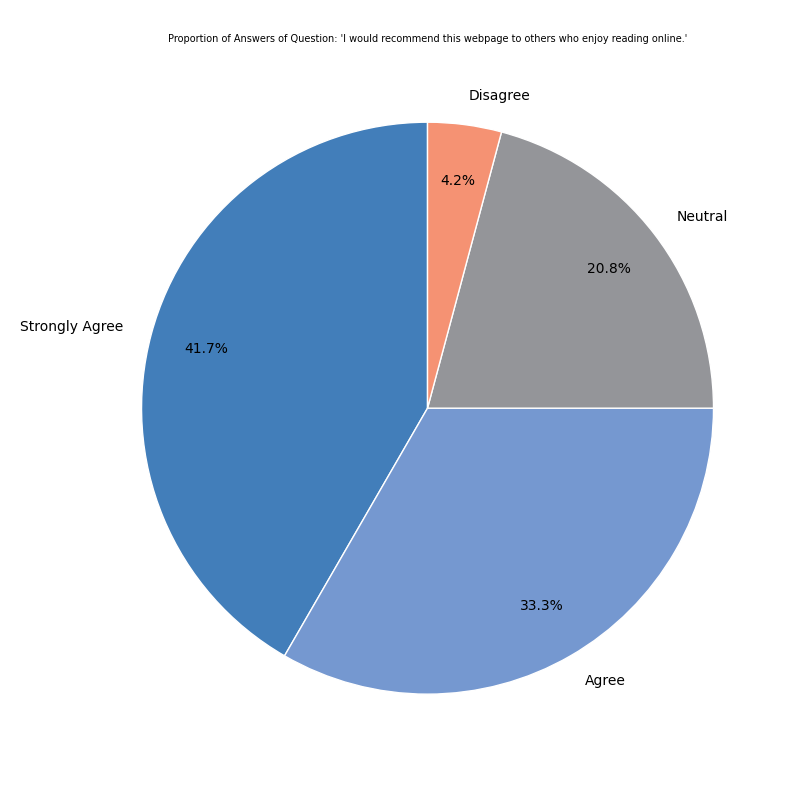 Proportion of Answers of Question: 'I would recommend this webpage to others who enjoy reading online.'
Disagree
4.2%
Neutral
20.8%
Strongly Agree
41.7%
33.3%
Agree